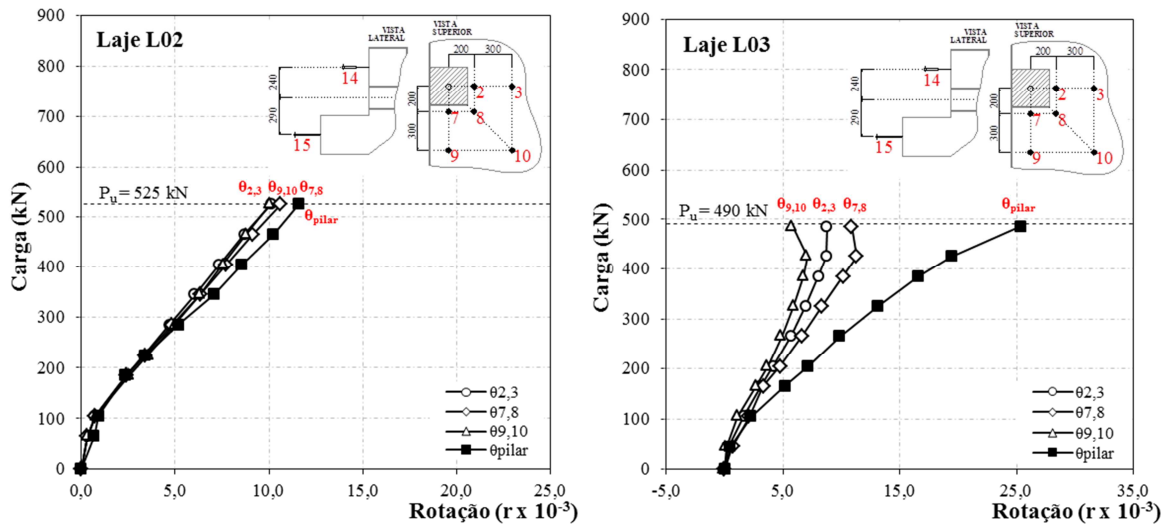 Laje L02
VISTA
LATERAL
VISTA
SUPERIOR
200
300
240
290
200
300
14
15
2
3
7
8
9
10
Pu = 525 kN
θ2,3
θ9,10
θ7,8
θpilar
900
800
700
600
500
400
300
200
100
0
Carga (kN)
0,0
5,0
10,0
15,0
20,0
25,0
Rotação (r x 10⁻³)
θ2,3
θ7,8
θ9,10
θpilar
Laje L03
VISTA
LATERAL
VISTA
SUPERIOR
200
300
240
290
200
300
14
15
2
3
7
8
9
10
Pu = 490 kN
θ9,10
θ2,3
θ7,8
θpilar
900
800
700
600
500
400
300
200
100
0
Carga (kN)
-5,0
5,0
15,0
25,0
35,0
Rotação (r x 10⁻³)
θ2,3
θ7,8
θ9,10
θpilar